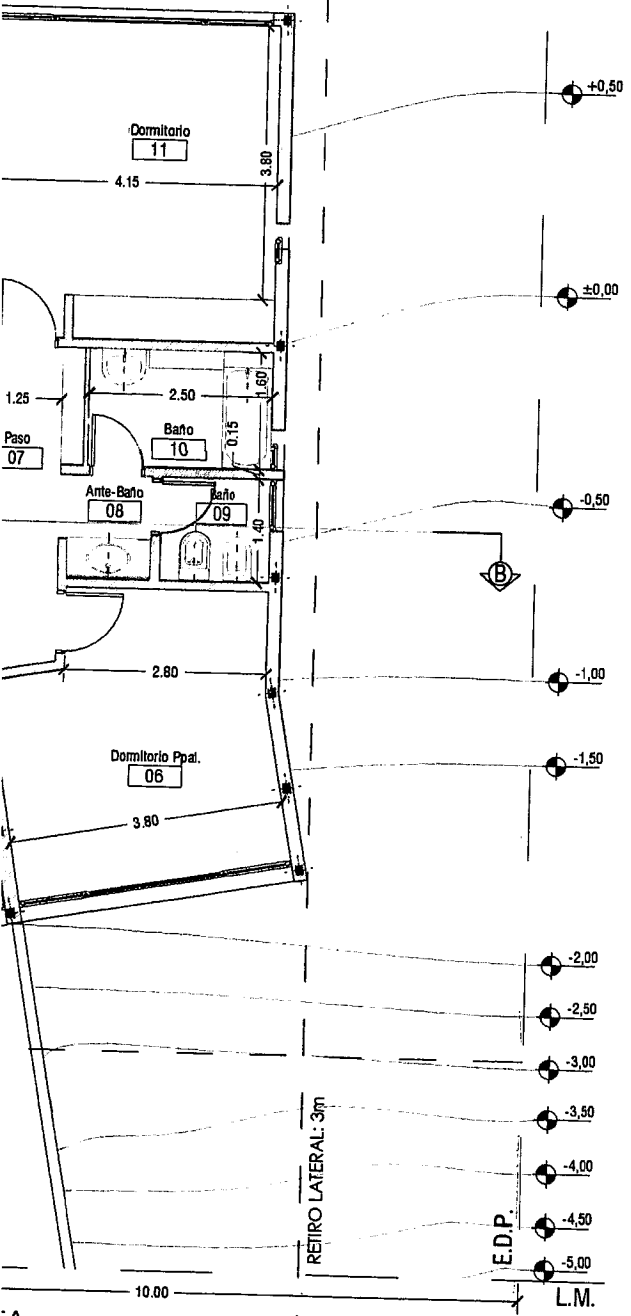 +0,50
Dormitorio
11
3.80
4.15
±0,00
1.60
1.25
2.50
Baño
10
0.15
Paso
07
Ante-Baño
08
Baño
09
-0,50
1.40
B
2.80
-1,00
Dormitorio Ppal.
06
-1,50
3.80
-2,00
-2,50
-3,00
-3,50
RETIRO LATERAL: 3m
-4,00
E.D.P.
-4,50
-5,00
10.00
L.M.